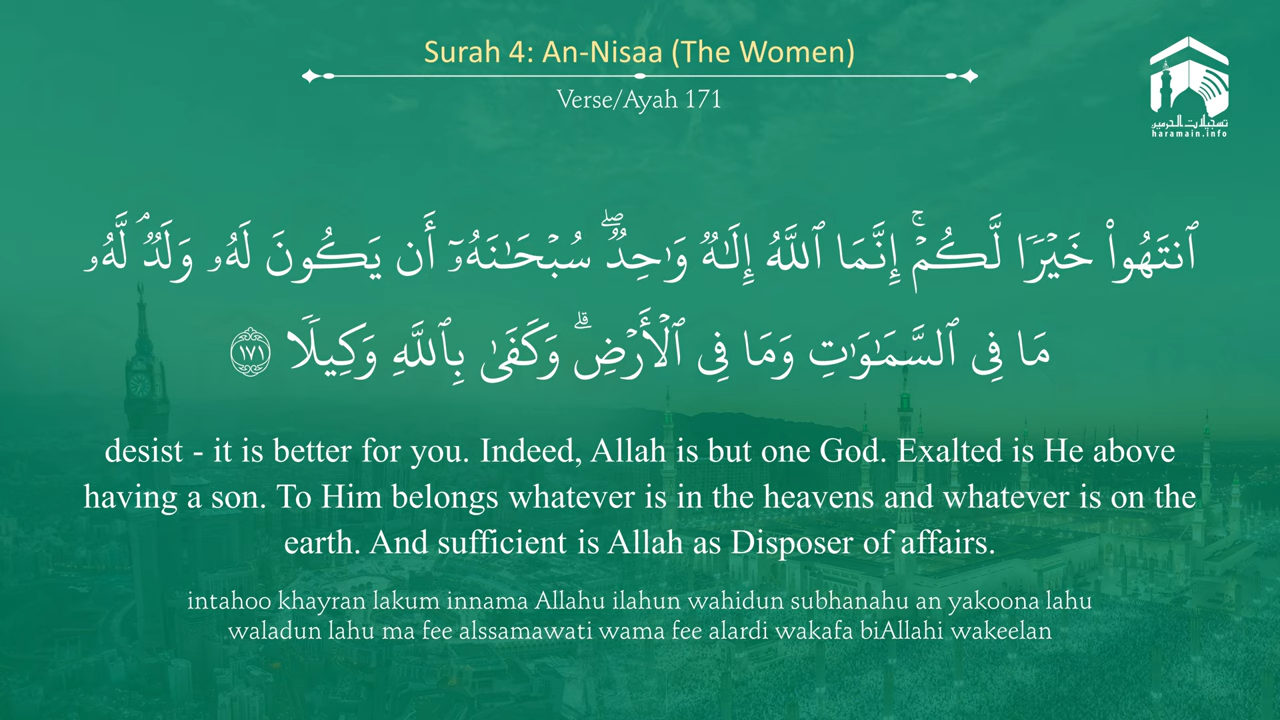 Surah 4: An-Nisaa (The Women)
Verse/Ayah 171
تسجيلات الحرمين
haramain.info
ٱنتَهُوا۟ خَيْرًۭا لَّكُمْ ۚ إِنَّمَا ٱللَّهُ إِلَـٰهٌۭ وَٰحِدٌۭ ۖ سُبْحَـٰنَهُۥٓ أَن يَكُونَ لَهُۥ وَلَدٌۭ ۘ لَّهُۥ
مَا فِى ٱلسَّمَـٰوَٰتِ وَمَا فِى ٱلْأَرْضِ ۗ وَكَفَىٰ بِٱللَّهِ وَكِيلًۭا ١٧١
desist - it is better for you. Indeed, Allah is but one God. Exalted is He above
having a son. To Him belongs whatever is in the heavens and whatever is on the
earth. And sufficient is Allah as Disposer of affairs.
intahoo khayran lakum innama Allahu ilahun wahidun subhanahu an yakoona lahu
waladun lahu ma fee alssamawati wama fee alardi wakafa biAllahi wakeelan